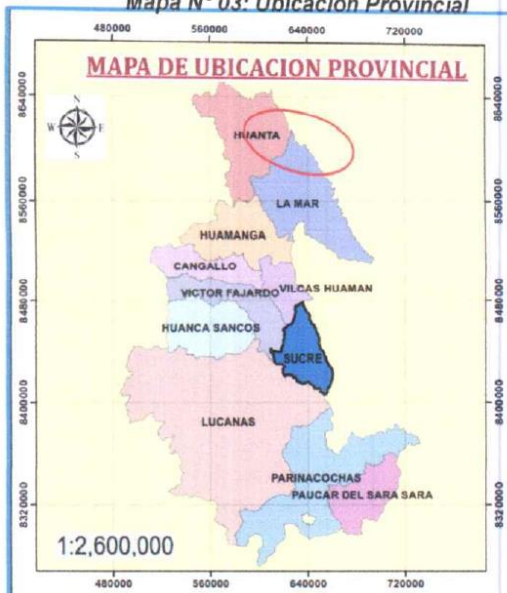 Mapa N° 03: Ubicación Provincial
480000 560000 640000 720000
MAPA DE UBICACION PROVINCIAL
8640000 8640000
N
W E
S
HUANTA
LA MAR
8560000 8560000
HUAMANGA
CANGALLO
VILCAS HUAMAN
VICTOR FAJARDO
8480000 8480000
HUANCA SANCOS
SUCRE
8400000 8400000
LUCANAS
PARINACOCHAS
PAUCAR DEL SARA SARA
8320000 8320000
1:2,600,000
480000 560000 640000 720000